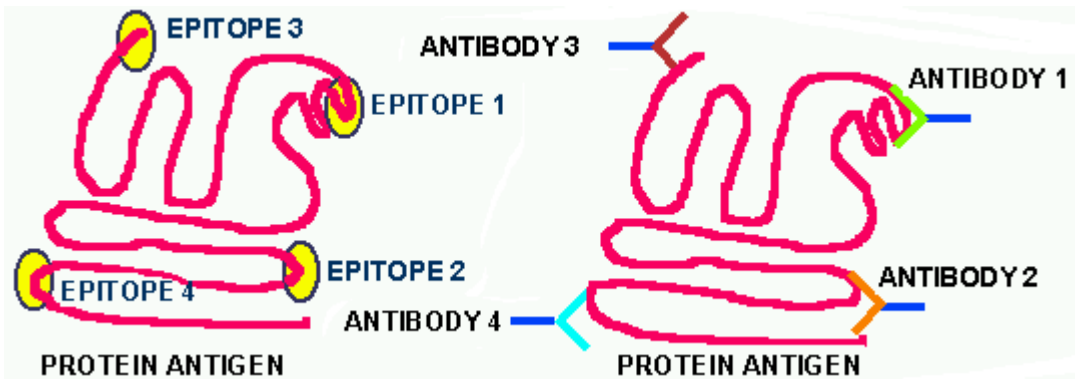 EPITOPE 3
EPITOPE 1
EPITOPE 2
EPITOPE 4
PROTEIN ANTIGEN
ANTIBODY 3
ANTIBODY 1
ANTIBODY 2
ANTIBODY 4
PROTEIN ANTIGEN